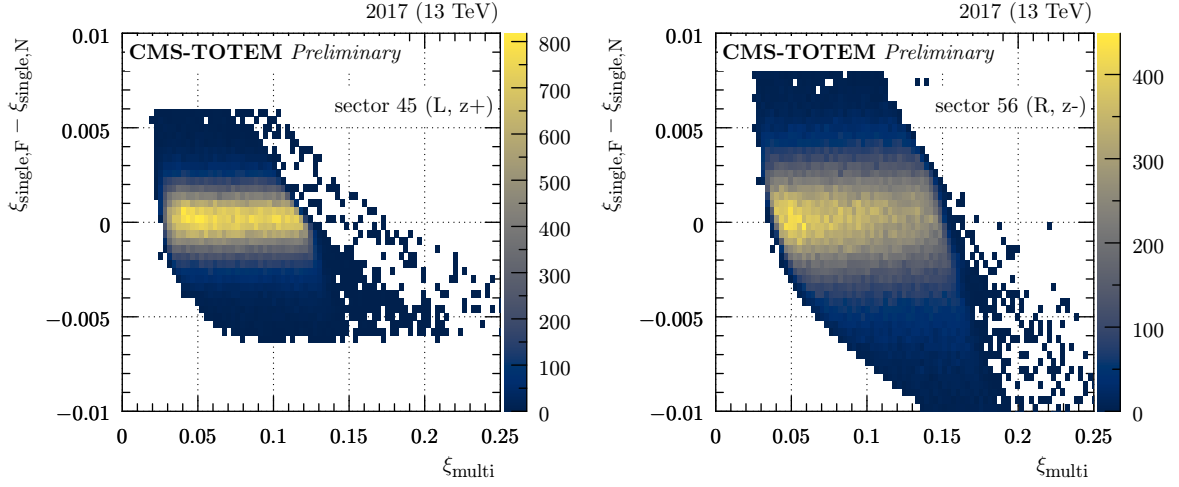 2017 (13 TeV)
CMS-TOTEM Preliminary
sector 45 (L, z+)
ξsingle,F − ξsingle,N
0.01
0.005
0
−0.005
−0.01
0 0.05 0.1 0.15 0.2 0.25
ξmulti
800
700
600
500
400
300
200
100
0
2017 (13 TeV)
CMS-TOTEM Preliminary
sector 56 (R, z-)
ξsingle,F − ξsingle,N
0.01
0.005
0
−0.005
−0.01
0 0.05 0.1 0.15 0.2 0.25
ξmulti
400
300
200
100
0